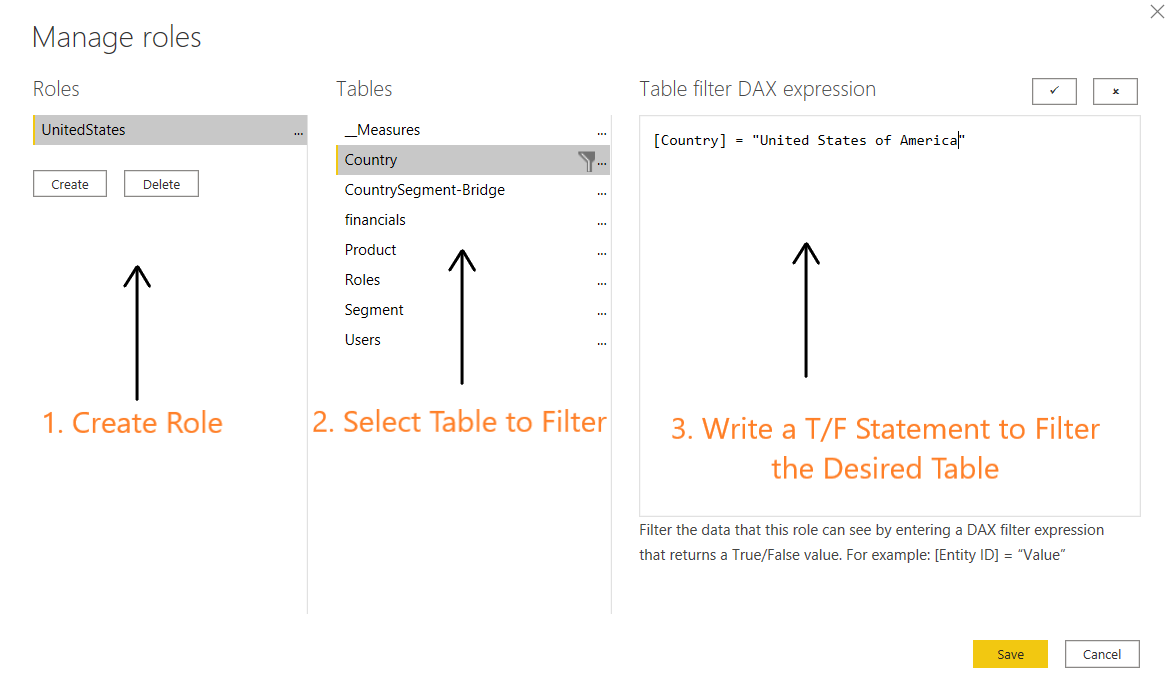 Manage roles
Roles
UnitedStates
...
Create
Delete
1. Create Role
Tables
__Measures
...
Country
...
CountrySegment-Bridge
...
financials
...
Product
...
Roles
...
Segment
...
Users
...
2. Select Table to Filter
Table filter DAX expression
[Country] = "United States of America"
3. Write a T/F Statement to Filter
the Desired Table
Filter the data that this role can see by entering a DAX filter expression
that returns a True/False value. For example: [Entity ID] = “Value”
Save
Cancel